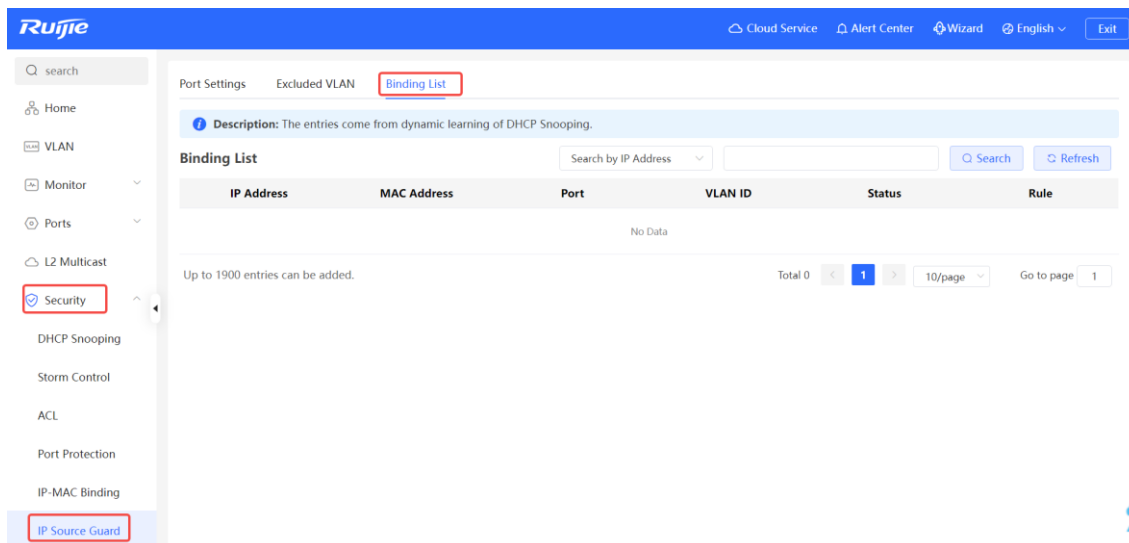 Ruijie
Cloud Service Alert Center Wizard English Exit
search
Home
VLAN
Monitor
Ports
L2 Multicast
Security
DHCP Snooping
Storm Control
ACL
Port Protection
IP-MAC Binding
IP Source Guard
Port Settings Excluded VLAN Binding List
Description: The entries come from dynamic learning of DHCP Snooping.
Binding List Search by IP Address Search Refresh
IP Address MAC Address Port VLAN ID Status Rule
No Data
Up to 1900 entries can be added. Total 0 < 1 > 10/page Go to page 1